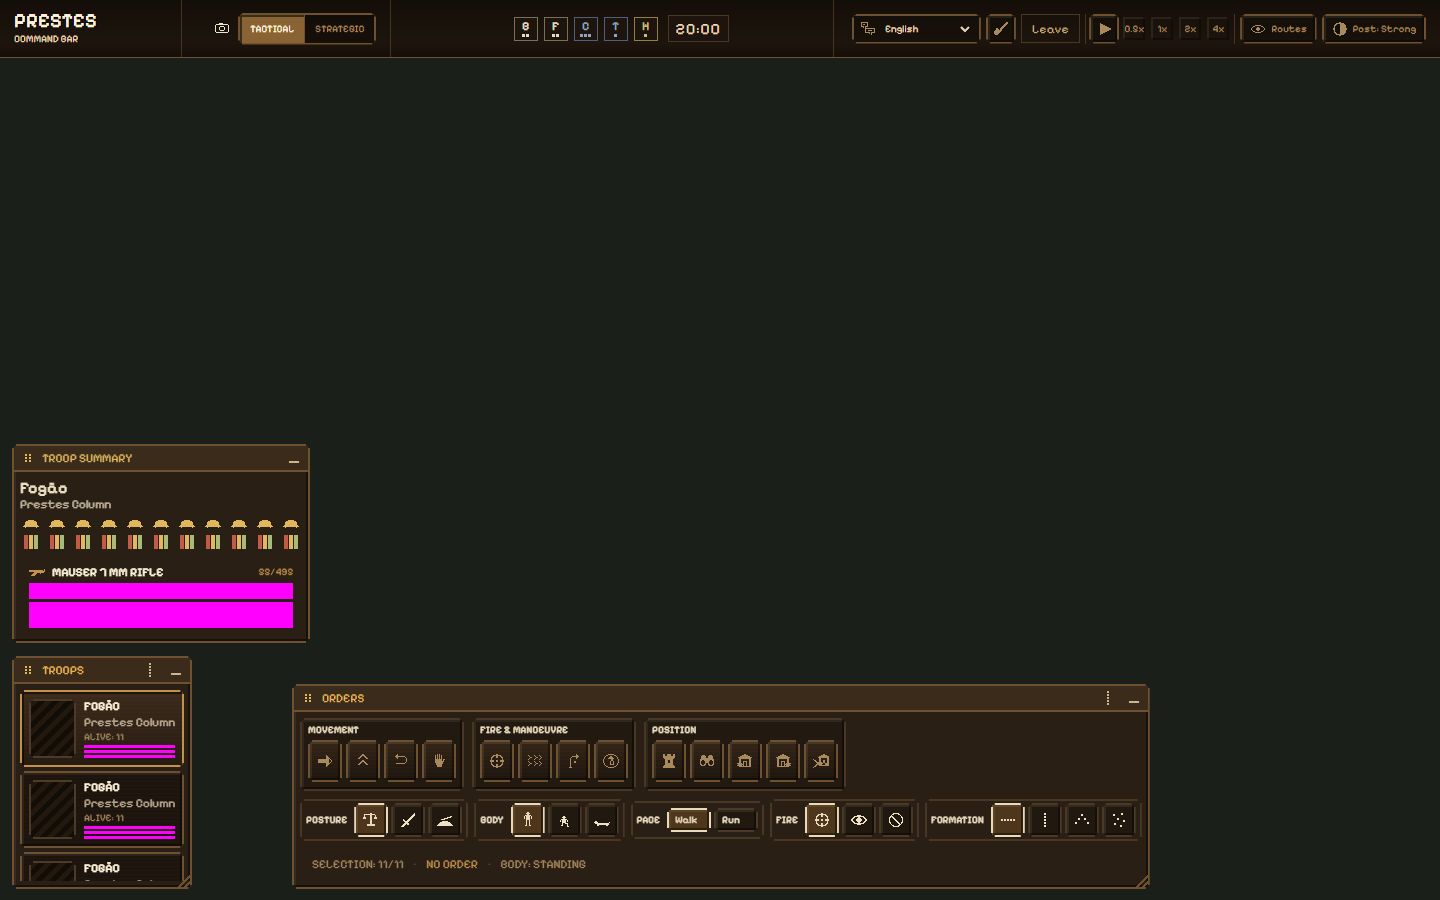 PRESTES
COMMAND BAR
TACTICAL
STRATEGIC
8 F O T H 20:00
English
Leave
0.5x 1x 2x 4x
Routes
Post: Strong
TROOP SUMMARY
Fogão
Prestes Column
MAUSER 7 MM RIFLE
TROOPS
FOGÃO
Prestes Column
ALIVE: 11
FOGÃO
Prestes Column
ALIVE: 11
FOGÃO
ORDERS
MOVEMENT
FIRE & MANOEUVRE
POSITION
POSTURE
BODY
PACE Walk Run
FIRE
FORMATION
SELECTION: 11/11 · NO ORDER · BODY: STANDING